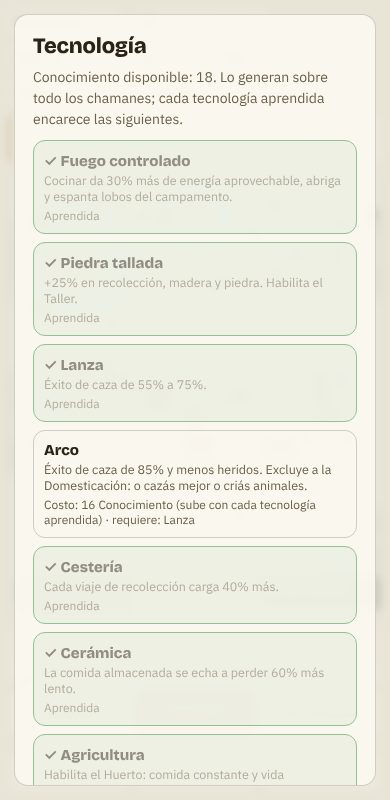 Tecnología
Conocimiento disponible: 18. Lo generan sobre
todo los chamanes; cada tecnología aprendida
encarece las siguientes.
✓ Fuego controlado
Cocinar da 30% más de energía aprovechable, abriga
y espanta lobos del campamento.
Aprendida
✓ Piedra tallada
+25% en recolección, madera y piedra. Habilita el
Taller.
Aprendida
✓ Lanza
Éxito de caza de 55% a 75%.
Aprendida
Arco
Éxito de caza de 85% y menos heridos. Excluye a la
Domesticación: o cazás mejor o criás animales.
Costo: 16 Conocimiento (sube con cada tecnología
aprendida) · requiere: Lanza
✓ Cestería
Cada viaje de recolección carga 40% más.
Aprendida
✓ Cerámica
La comida almacenada se echa a perder 60% más
lento.
Aprendida
✓ Agricultura
Habilita el Huerto: comida constante y vida